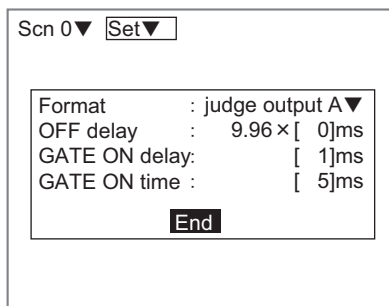 Scn 0▼ Set▼
Format : judge output A▼
OFF delay : 9.96×[ 0]ms
GATE ON delay: [ 1]ms
GATE ON time : [ 5]ms
End